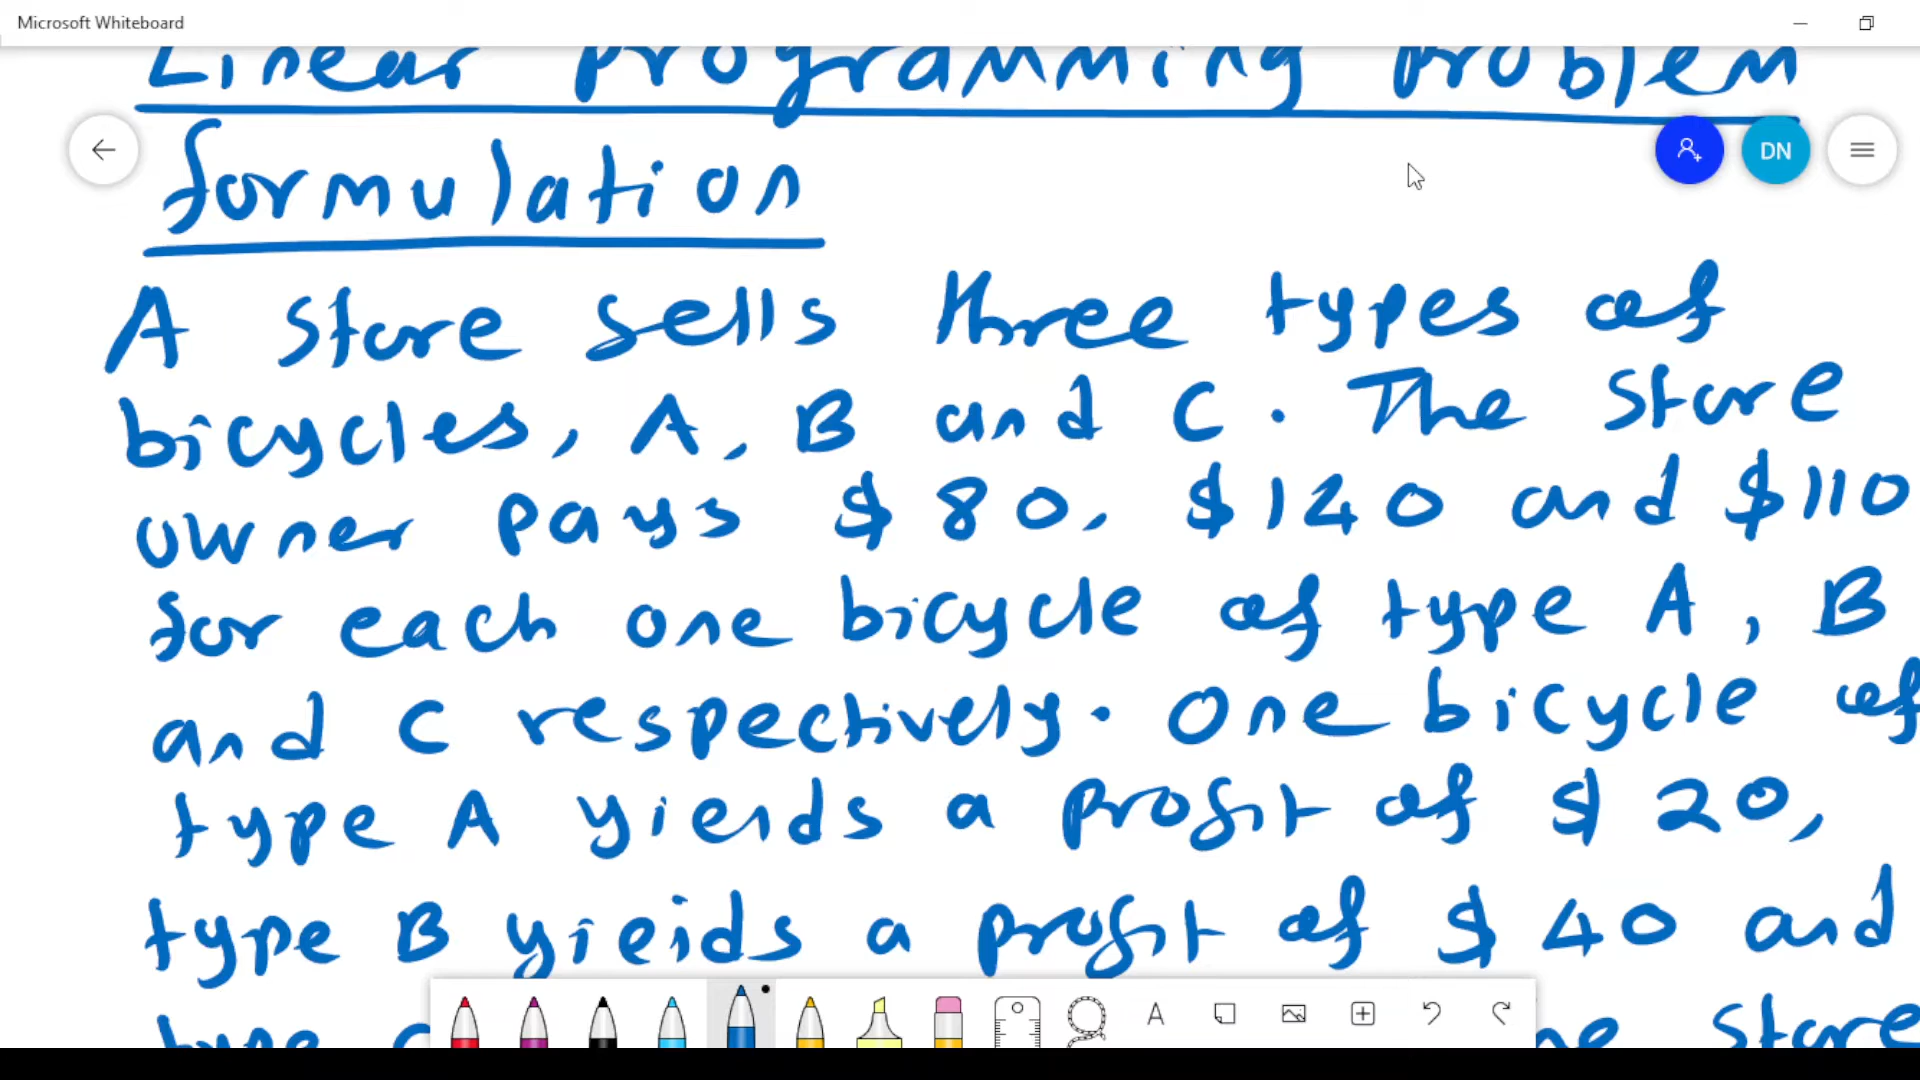 Microsoft Whiteboard
Linear Programming Problem
formulation
DN
A store sells three types of
bicycles, A, B and C. The store
owner pays $80, $140 and $110
for each one bicycle of type A, B
and C respectively. One bicycle of
type A yields a profit of $20,
type B yields a profit of $40 and
type
store